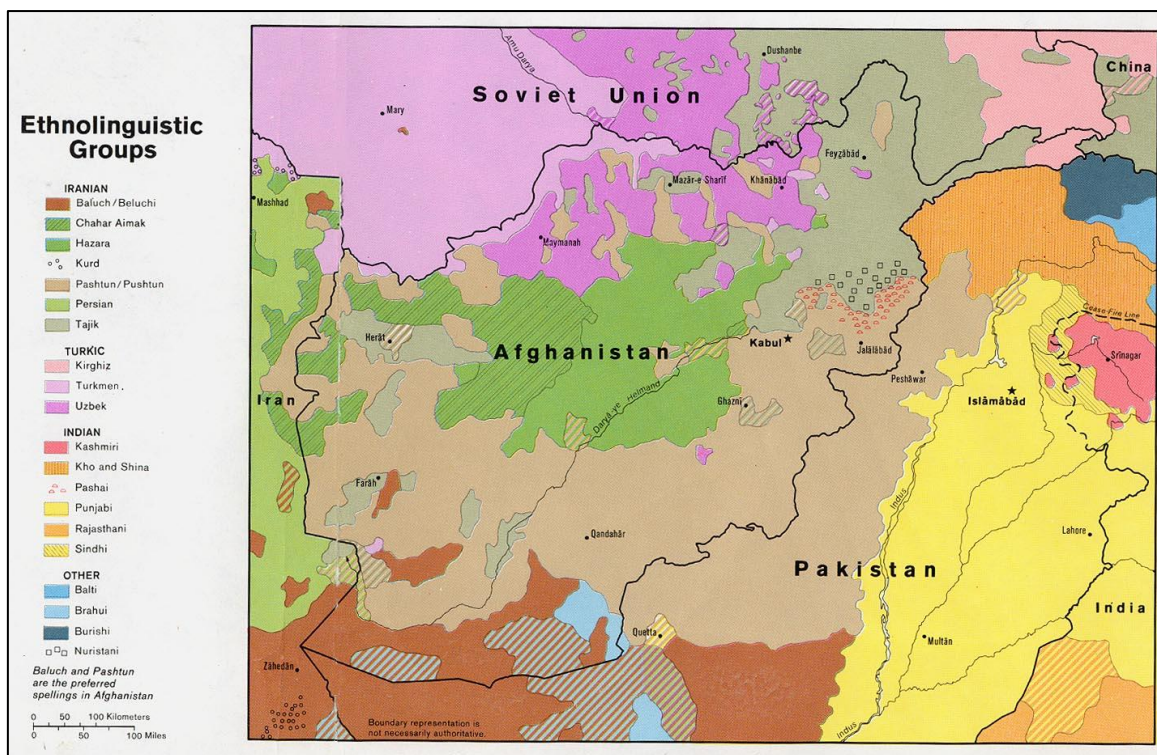 Ethnolinguistic
Groups
IRANIAN
Baluch/Beluchi
Chahar Aimak
Hazara
Kurd
Pashtun/Pushtun
Persian
Tajik
TURKIC
Kirghiz
Turkmen.
Uzbek
INDIAN
Kashmiri
Kho and Shina
Pashai
Punjabi
Rajasthani
Sindhi
OTHER
Balti
Brahui
Burishi
Nuristani
Baluch and Pashtun
are the preferred
spellings in Afghanistan
0 50 100 Kilometers
0 50 100 Miles
Amu Darya
Dushanbe
China
Soviet Union
Mary
Feyẕābād
Mashhad
Mazār-e Sharīf
Khānābād
Maymanah
Cease-Fire Line
Herāt
Afghanistan
Kabul
Jalālābād
Srīnagar
Peshāwar
Iran
Islāmābād
Daryā-ye Helmand
Ghaznī
Farāh
Indus
Qandahār
Lahore
Pakistan
India
Quetta
Multān
Zāhedān
Boundary representation is
not necessarily authoritative.
Indus